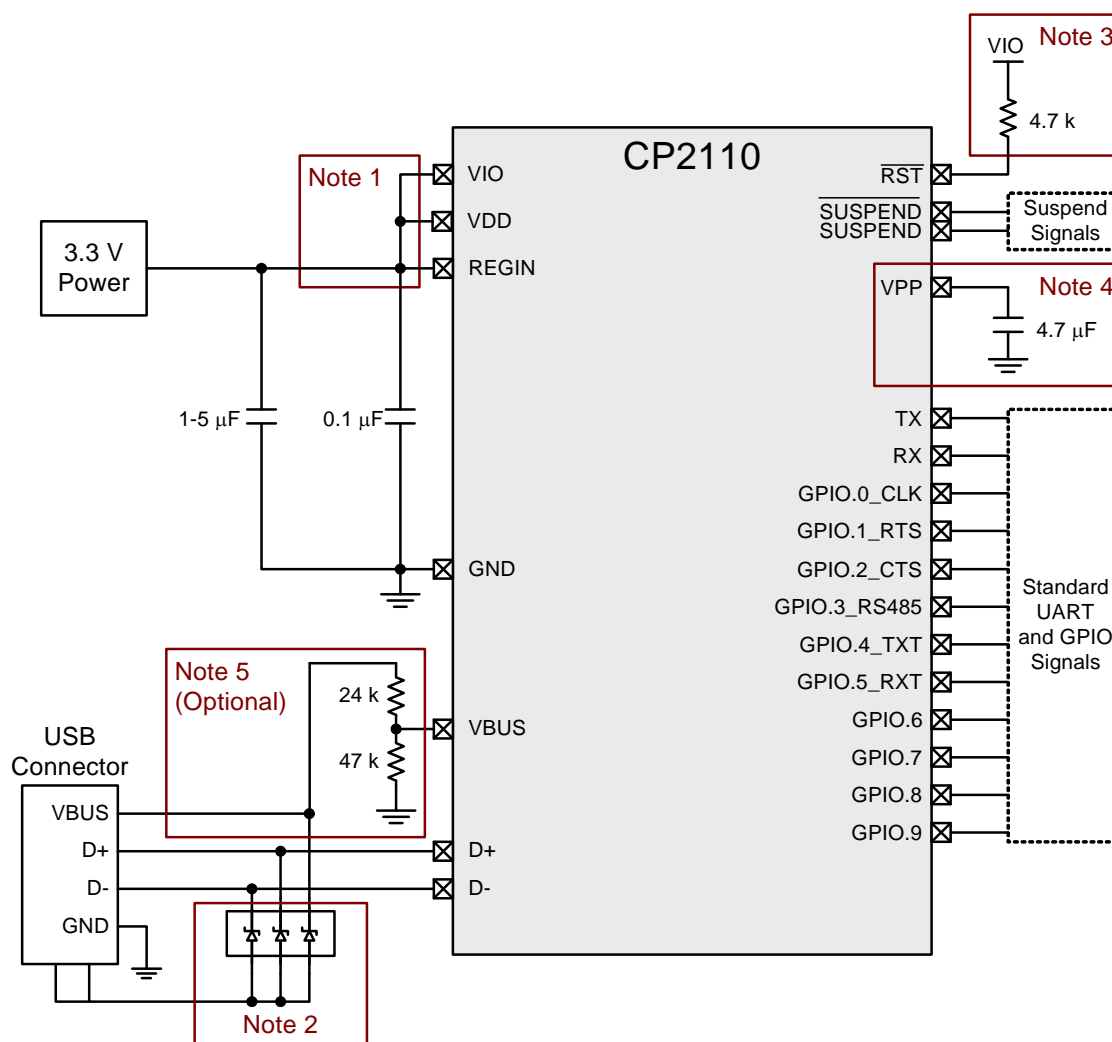 Note 3
VIO
4.7 k
CP2110
Note 1
VIO
VDD
REGIN
3.3 V
Power
RST
SUSPEND
SUSPEND
Suspend
Signals
VPP
Note 4
4.7 μF
1-5 μF
0.1 μF
GND
TX
RX
GPIO.0_CLK
GPIO.1_RTS
GPIO.2_CTS
GPIO.3_RS485
GPIO.4_TXT
GPIO.5_RXT
GPIO.6
GPIO.7
GPIO.8
GPIO.9
Standard
UART
and GPIO
Signals
Note 5
(Optional)
24 k
47 k
VBUS
USB
Connector
VBUS
D+
D-
GND
D+
D-
Note 2